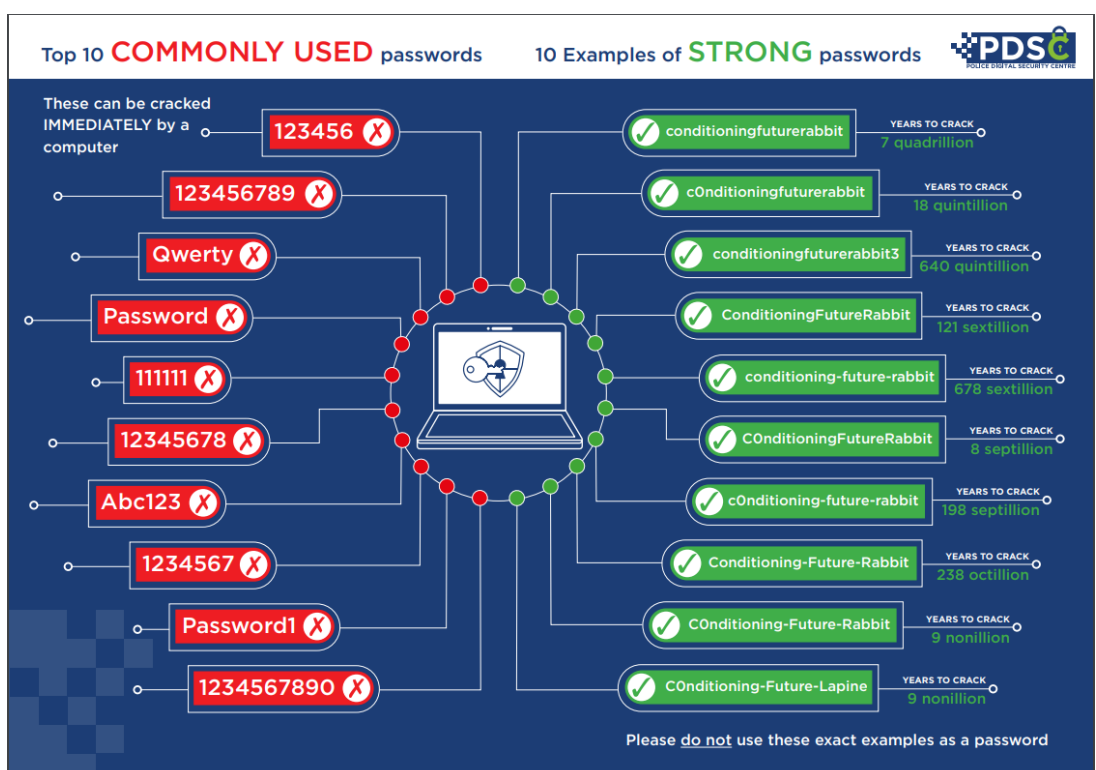 Top 10 COMMONLY USED passwords
10 Examples of STRONG passwords
PDSC
POLICE DIGITAL SECURITY CENTRE
These can be cracked
IMMEDIATELY by a
computer
123456
123456789
Qwerty
Password
111111
12345678
Abc123
1234567
Password1
1234567890
conditioningfuturerabbit
YEARS TO CRACK
7 quadrillion
c0nditioningfuturerabbit
YEARS TO CRACK
18 quintillion
conditioningfuturerabbit3
YEARS TO CRACK
640 quintillion
ConditioningFutureRabbit
YEARS TO CRACK
121 sextillion
conditioning-future-rabbit
YEARS TO CRACK
678 sextillion
C0nditioningFutureRabbit
YEARS TO CRACK
8 septillion
c0nditioning-future-rabbit
YEARS TO CRACK
198 septillion
Conditioning-Future-Rabbit
YEARS TO CRACK
238 octillion
C0nditioning-Future-Rabbit
YEARS TO CRACK
9 nonillion
C0nditioning-Future-Lapine
YEARS TO CRACK
9 nonillion
Please do not use these exact examples as a password